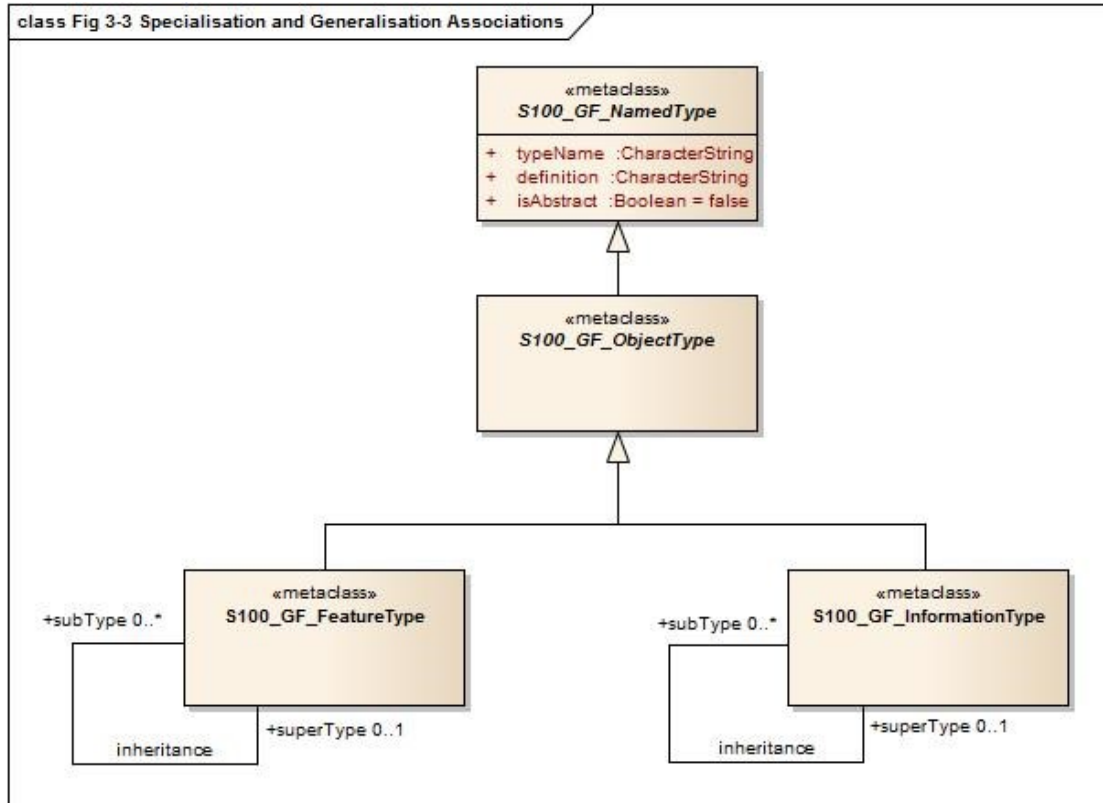 class Fig 3-3 Specialisation and Generalisation Associations
«metaclass»
S100_GF_NamedType
+ typeName :CharacterString
+ definition :CharacterString
+ isAbstract :Boolean = false
«metaclass»
S100_GF_ObjectType
«metaclass»
S100_GF_FeatureType
+subType 0..*
+superType 0..1
inheritance
«metaclass»
S100_GF_InformationType
+subType 0..*
+superType 0..1
inheritance